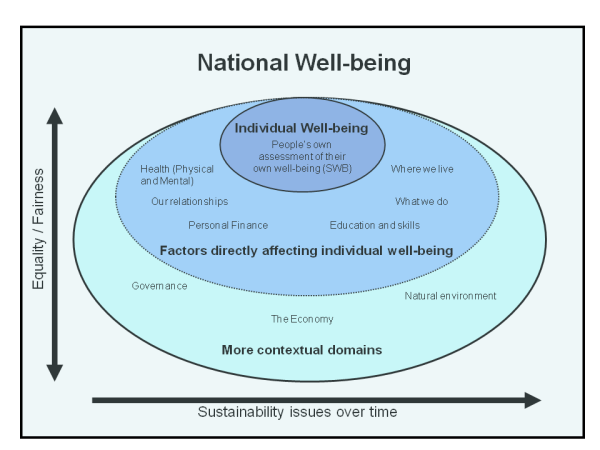 National Well-being
Individual Well-being
People's own
assessment of their
own well-being (SWB)
Health (Physical
and Mental)
Where we live
Our relationships
What we do
Personal Finance
Education and skills
Factors directly affecting individual well-being
Governance
Natural environment
The Economy
More contextual domains
Equality / Fairness
Sustainability issues over time